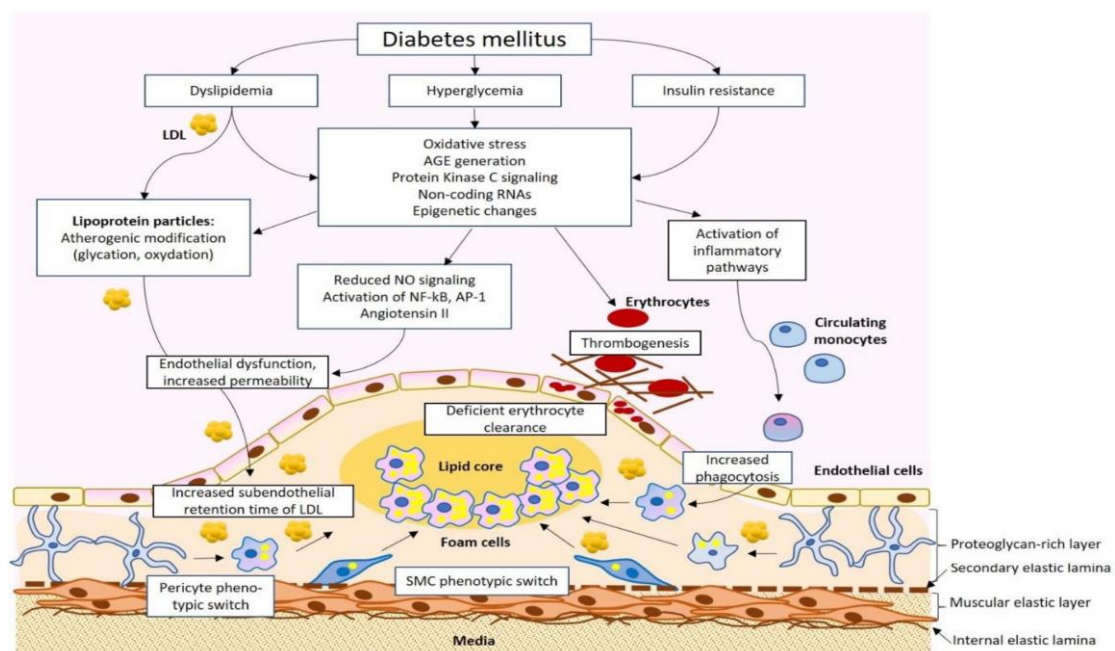 Diabetes mellitus
Dyslipidemia
Hyperglycemia
Insulin resistance
LDL
Oxidative stress
AGE generation
Protein Kinase C signaling
Non-coding RNAs
Epigenetic changes
Lipoprotein particles:
Atherogenic modification
(glycation, oxydation)
Activation of
inflammatory
pathways
Reduced NO signaling
Activation of NF-kB, AP-1
Angiotensin II
Erythrocytes
Circulating
monocytes
Thrombogenesis
Endothelial dysfunction,
increased permeability
Deficient erythrocyte
clearance
Lipid core
Increased
phagocytosis
Endothelial cells
Increased subendothelial
retention time of LDL
Foam cells
Proteoglycan-rich layer
Secondary elastic lamina
Pericyte pheno-
typic switch
SMC phenotypic switch
Muscular elastic layer
Media
Internal elastic lamina